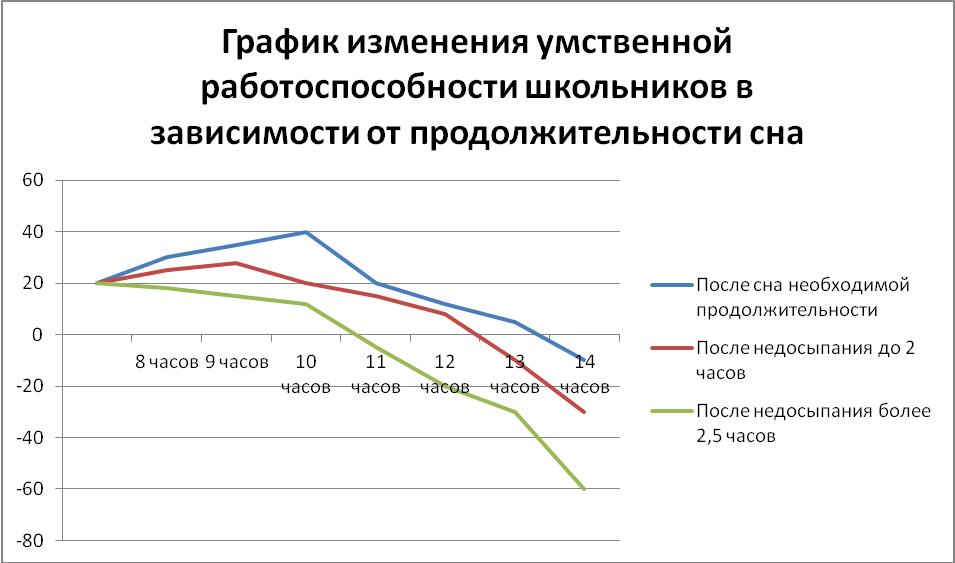 График изменения умственной
работоспособности школьников в
зависимости от продолжительности сна
60
40
20
0
-20
-40
-60
-80
8 часов 9 часов 10 11 12 13 14
часов часов часов часов часов
После сна необходимой
продолжительности
После недосыпания до 2
часов
После недосыпания более
2,5 часов